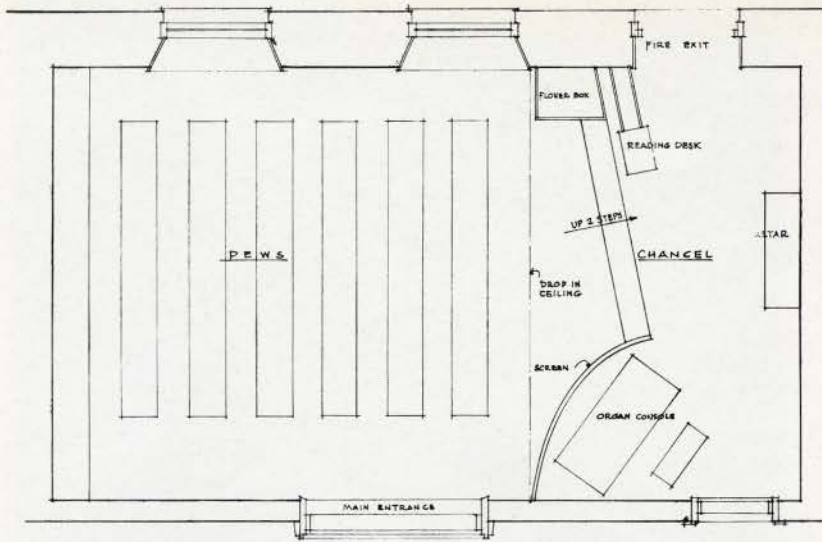 FIRE EXIT
FLOWER BOX
READING DESK
UP 2 STEPS
ALTAR
PEWS
CHANCEL
DROP IN
CEILING
SCREEN
ORGAN CONSOLE
MAIN ENTRANCE